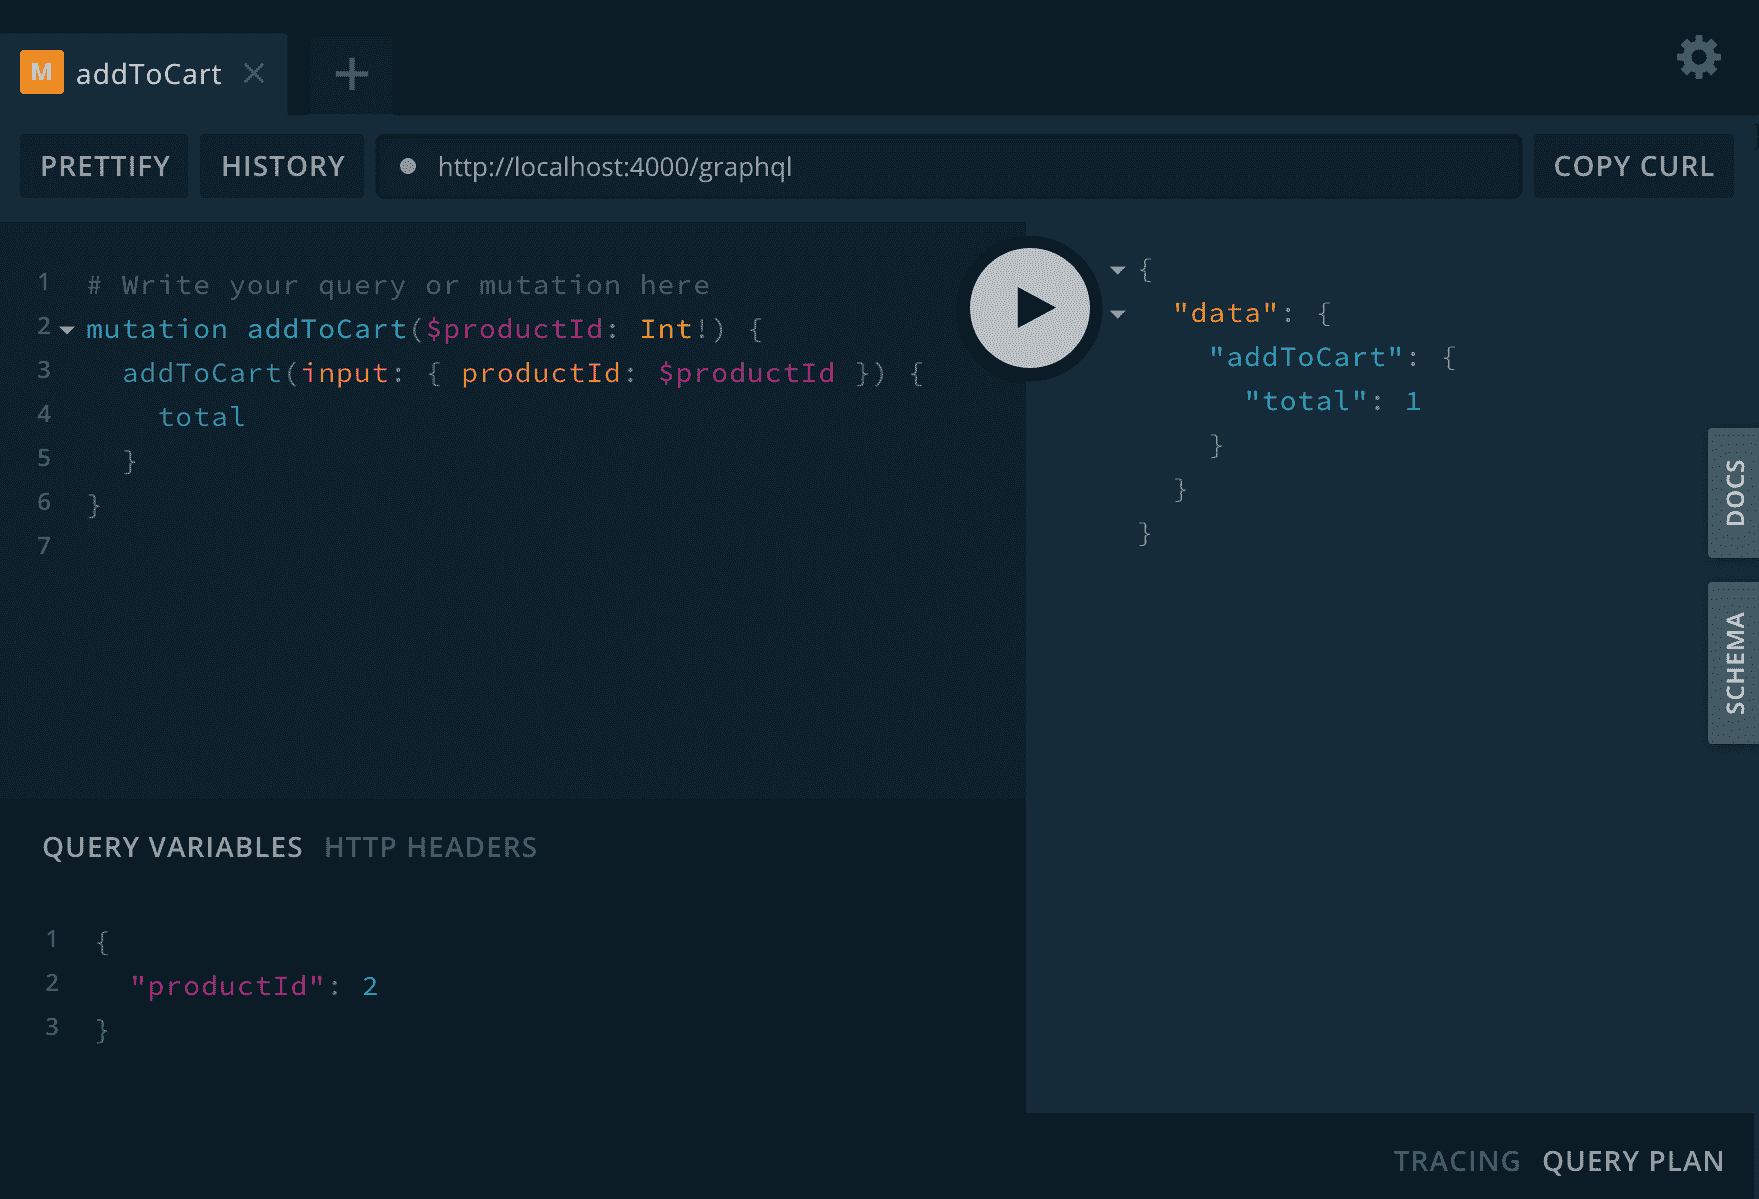 M addToCart
PRETTIFY HISTORY http://localhost:4000/graphql COPY CURL
1 # Write your query or mutation here
2 mutation addToCart($productId: Int!) {
3 addToCart(input: { productId: $productId }) {
4 total
5 }
6 }
7
{
"data": {
"addToCart": {
"total": 1
}
}
}
DOCS
SCHEMA
QUERY VARIABLES HTTP HEADERS
1 {
2 "productId": 2
3 }
TRACING QUERY PLAN